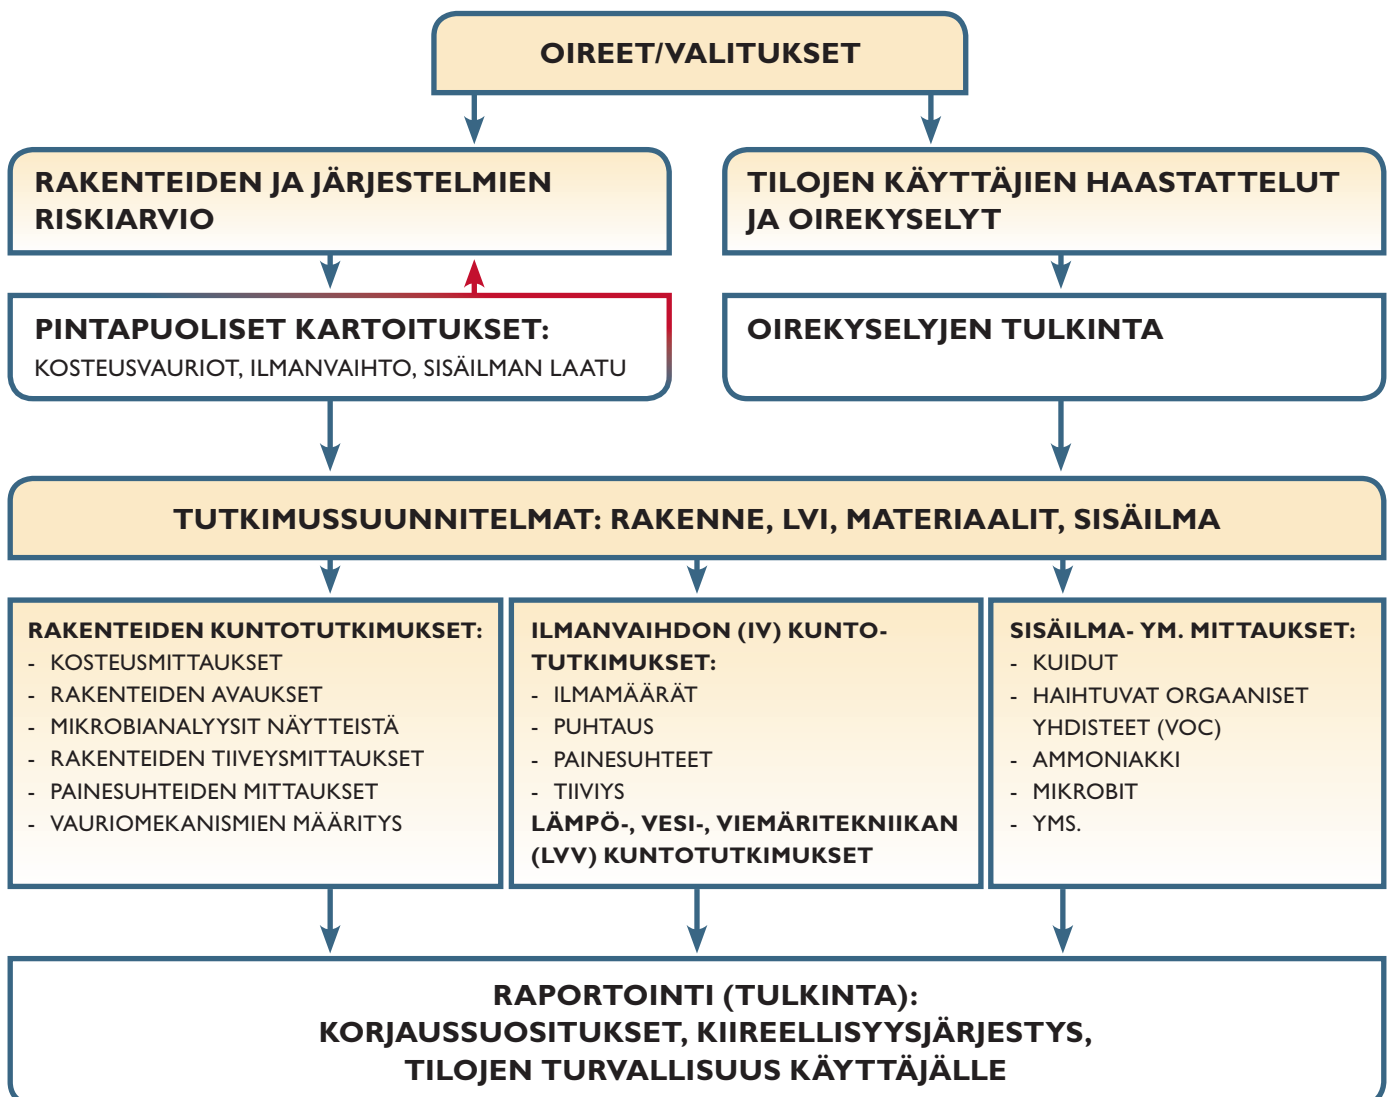 OIREET/VALITUKSET
RAKENTEIDEN JA JÄRJESTELMIEN
RISKIARVIO
TILOJEN KÄYTTÄJIEN HAASTATTELUT
JA OIREKYSELYT
PINTAPUOLISET KARTOITUKSET:
KOSTEUSVAURIOT, ILMANVAIHTO, SISÄILMAN LAATU
OIREKYSELYJEN TULKINTA
TUTKIMUSSUUNNITELMAT: RAKENNE, LVI, MATERIAALIT, SISÄILMA
RAKENTEIDEN KUNTOTUTKIMUKSET:
- KOSTEUSMITTAUKSET
- RAKENTEIDEN AVAUKSET
- MIKROBIANALYYSIT NÄYTTEISTÄ
- RAKENTEIDEN TIIVEYSMITTAUKSET
- PAINESUHTEIDEN MITTAUKSET
- VAURIOMEKANISMIEN MÄÄRITYS
ILMANVAIHDON (IV) KUNTO-
TUTKIMUKSET:
- ILMAMÄÄRÄT
- PUHTAUS
- PAINESUHTEET
- TIIVIYS
LÄMPÖ-, VESI-, VIEMÄRITEKNIIKAN
(LVV) KUNTOTUTKIMUKSET
SISÄILMA- YM. MITTAUKSET:
- KUIDUT
- HAIHTUVAT ORGAANISET
YHDISTEET (VOC)
- AMMONIAKKI
- MIKROBIT
- YMS.
RAPORTOINTI (TULKINTA):
KORJAUSSUOSITUKSET, KIIREELLISYYSJÄRJESTYS,
TILOJEN TURVALLISUUS KÄYTTÄJÄLLE